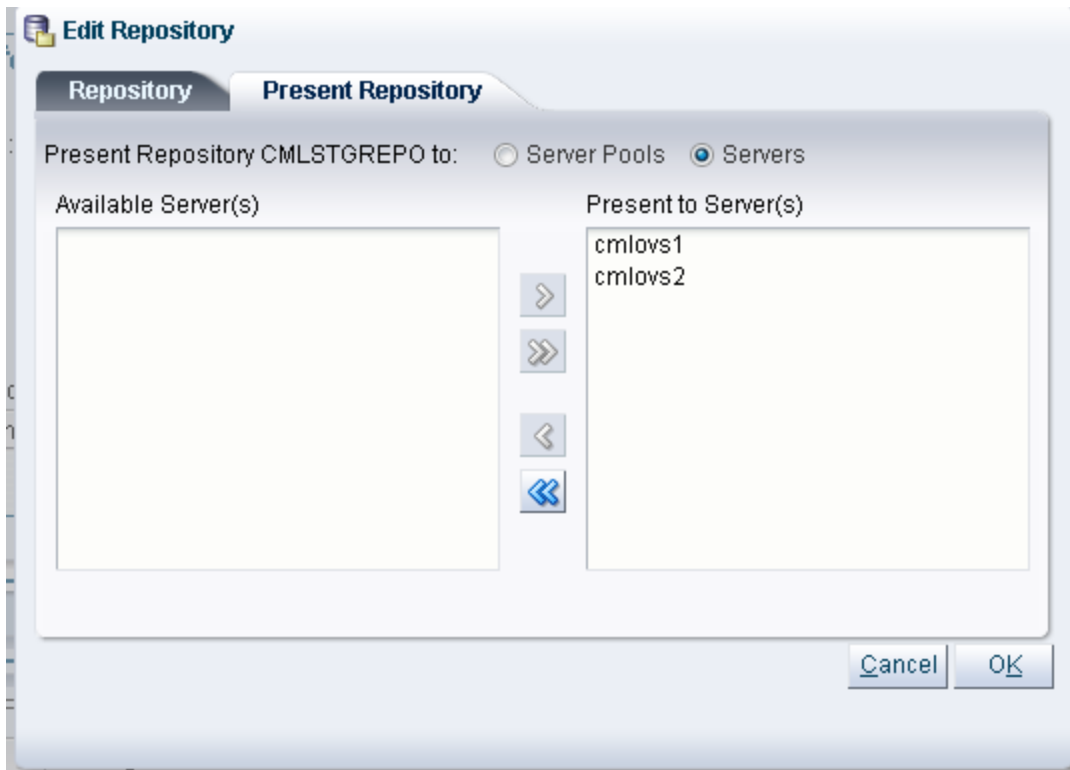 Edit Repository
Repository Present Repository
Present Repository CMLSTGREPO to: Server Pools Servers
Available Server(s) Present to Server(s)
cmlovs1
cmlovs2
Cancel OK